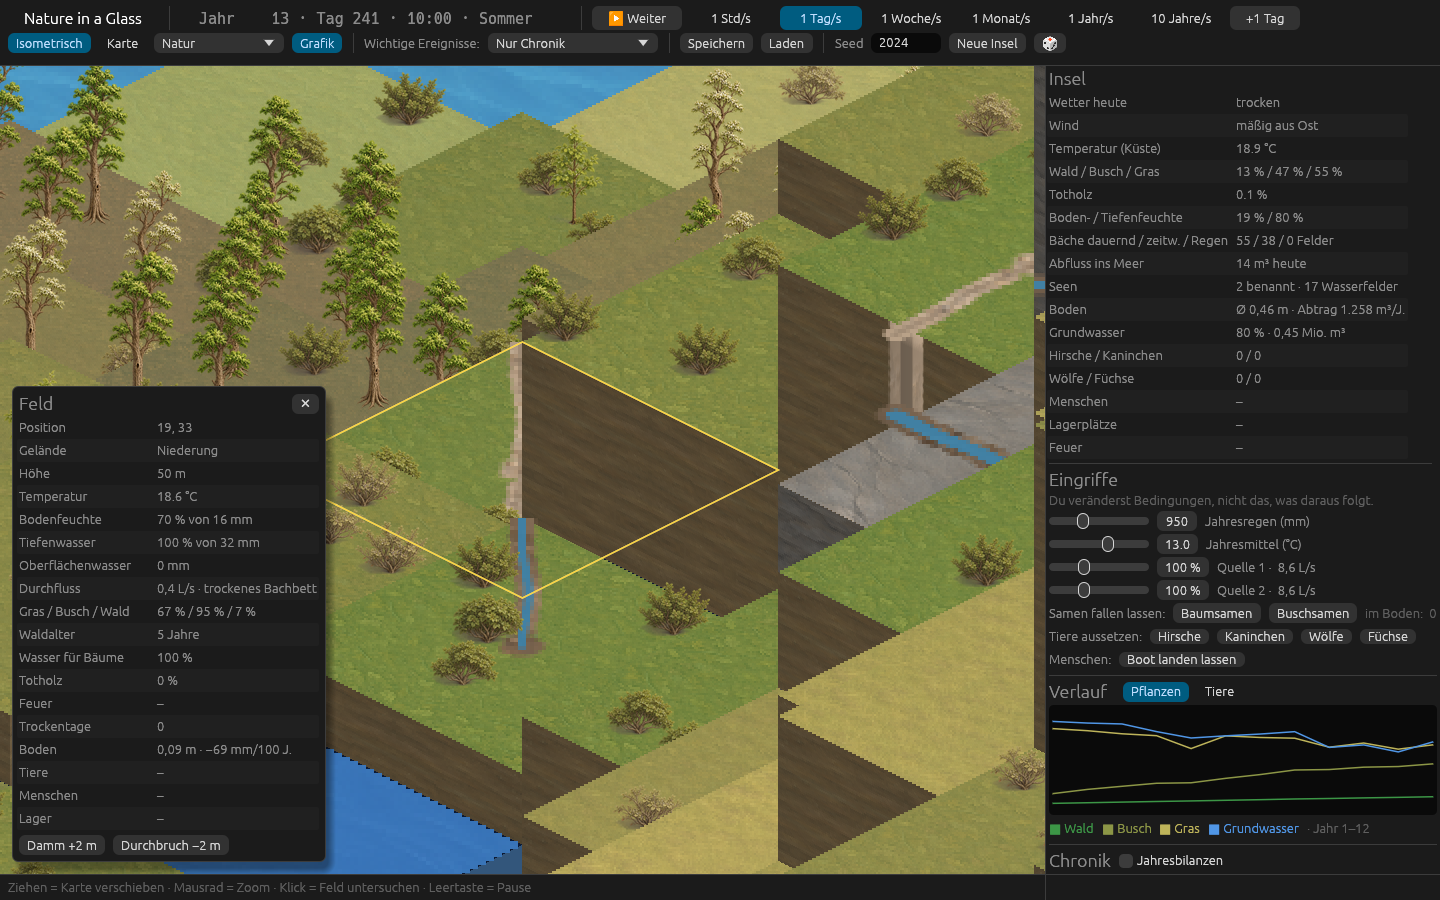 Nature in a Glass
Jahr 13 · Tag 241 · 10:00 · Sommer
Weiter
1 Std/s
1 Tag/s
1 Woche/s
1 Monat/s
1 Jahr/s
10 Jahre/s
+1 Tag
Isometrisch
Karte
Natur
Grafik
Wichtige Ereignisse:
Nur Chronik
Speichern
Laden
Seed
2024
Neue Insel
Feld
Position 19, 33
Gelände Niederung
Höhe 50 m
Temperatur 18.6 °C
Bodenfeuchte 70 % von 16 mm
Tiefenwasser 100 % von 32 mm
Oberflächenwasser 0 mm
Durchfluss 0,4 L/s · trockenes Bachbett
Gras / Busch / Wald 67 % / 95 % / 7 %
Waldalter 5 Jahre
Wasser für Bäume 100 %
Totholz 0 %
Feuer –
Trockentage 0
Boden 0,09 m · −69 mm/100 J.
Tiere –
Menschen –
Lager –
Damm +2 m
Durchbruch −2 m
Insel
Wetter heute trocken
Wind mäßig aus Ost
Temperatur (Küste) 18.9 °C
Wald / Busch / Gras 13 % / 47 % / 55 %
Totholz 0.1 %
Boden- / Tiefenfeuchte 19 % / 80 %
Bäche dauernd / zeitw. / Regen 55 / 38 / 0 Felder
Abfluss ins Meer 14 m³ heute
Seen 2 benannt · 17 Wasserfelder
Boden Ø 0,46 m · Abtrag 1.258 m³/J.
Grundwasser 80 % · 0,45 Mio. m³
Hirsche / Kaninchen 0 / 0
Wölfe / Füchse 0 / 0
Menschen –
Lagerplätze –
Feuer –
Eingriffe
Du veränderst Bedingungen, nicht das, was daraus folgt.
950 Jahresregen (mm)
13.0 Jahresmittel (°C)
100 % Quelle 1 · 8,6 L/s
100 % Quelle 2 · 8,6 L/s
Samen fallen lassen: Baumsamen Buschsamen im Boden: 0
Tiere aussetzen: Hirsche Kaninchen Wölfe Füchse
Menschen: Boot landen lassen
Verlauf Pflanzen Tiere
Wald Busch Gras Grundwasser · Jahr 1–12
Chronik Jahresbilanzen
Ziehen = Karte verschieben · Mausrad = Zoom · Klick = Feld untersuchen · Leertaste = Pause